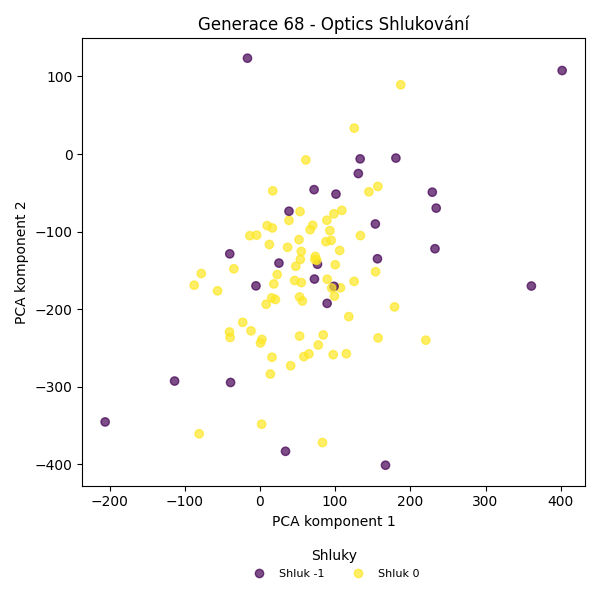 Generace 68 - Optics Shlukování
100
0
−100
−200
−300
−400
PCA komponent 2
−200 −100 0 100 200 300 400
PCA komponent 1
Shluky
Shluk -1 Shluk 0